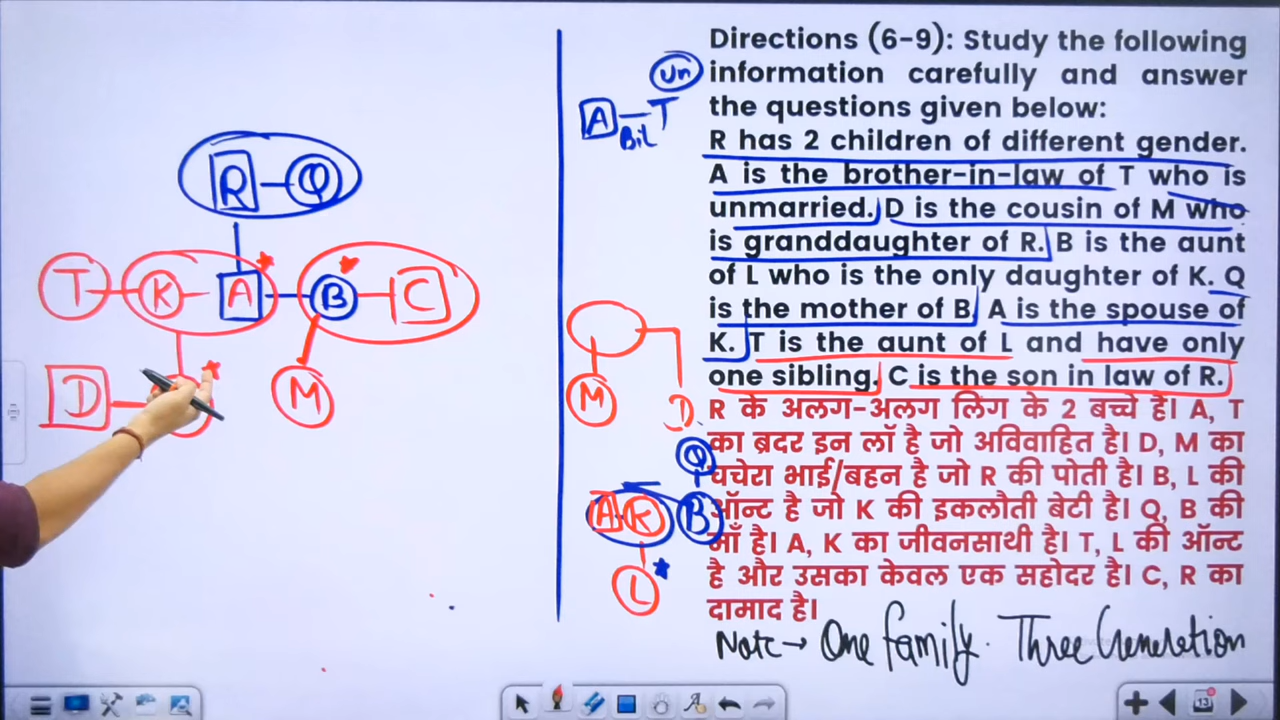 Directions (6-9): Study the following
information carefully and answer
the questions given below:
R has 2 children of different gender.
A is the brother-in-law of T who is
unmarried. D is the cousin of M who
is granddaughter of R. B is the aunt
of L who is the only daughter of K. Q
is the mother of B. A is the spouse of
K. T is the aunt of L and have only
one sibling. C is the son in law of R.
R के अलग-अलग लिंग के 2 बच्चे हैं। A, T
का ब्रदर इन लॉ है जो अविवाहित है। D, M का
चचेरा भाई/बहन है जो R की पोती है। B, L की
ऑन्ट है जो K की इकलौती बेटी है। Q, B की
माँ है। A, K का जीवनसाथी है। T, L की ऑन्ट
है और उसका केवल एक सहोदर है। C, R का
दामाद है।
Note → One family. Three Generation
Un
A — T
Bil
R — Q
T K A B C
D M
M D
Q
A K B
L
13